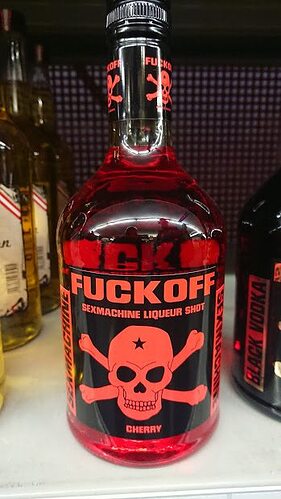 FUCKOFF
FUCKOFF
SEXMACHINE LIQUEUR SHOT
CHERRY
BLACK VODKA